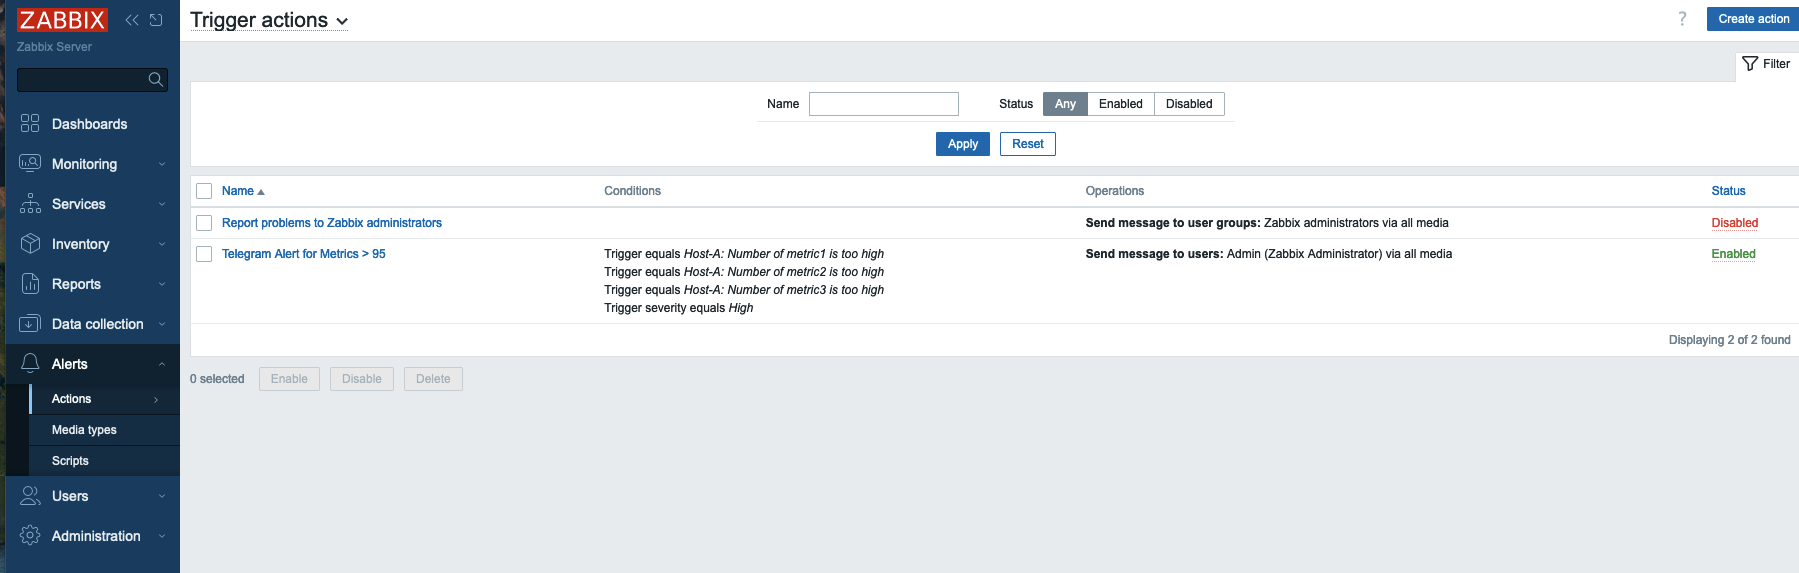 ZABBIX
Zabbix Server
Dashboards
Monitoring
Services
Inventory
Reports
Data collection
Alerts
Actions
Media types
Scripts
Users
Administration
Trigger actions
?
Create action
Filter
Name
Status Any Enabled Disabled
Apply Reset
Name Conditions Operations Status
Report problems to Zabbix administrators Send message to user groups: Zabbix administrators via all media Disabled
Telegram Alert for Metrics > 95 Trigger equals Host-A: Number of metric1 is too high Send message to users: Admin (Zabbix Administrator) via all media Enabled
Trigger equals Host-A: Number of metric2 is too high
Trigger equals Host-A: Number of metric3 is too high
Trigger severity equals High
Displaying 2 of 2 found
0 selected Enable Disable Delete